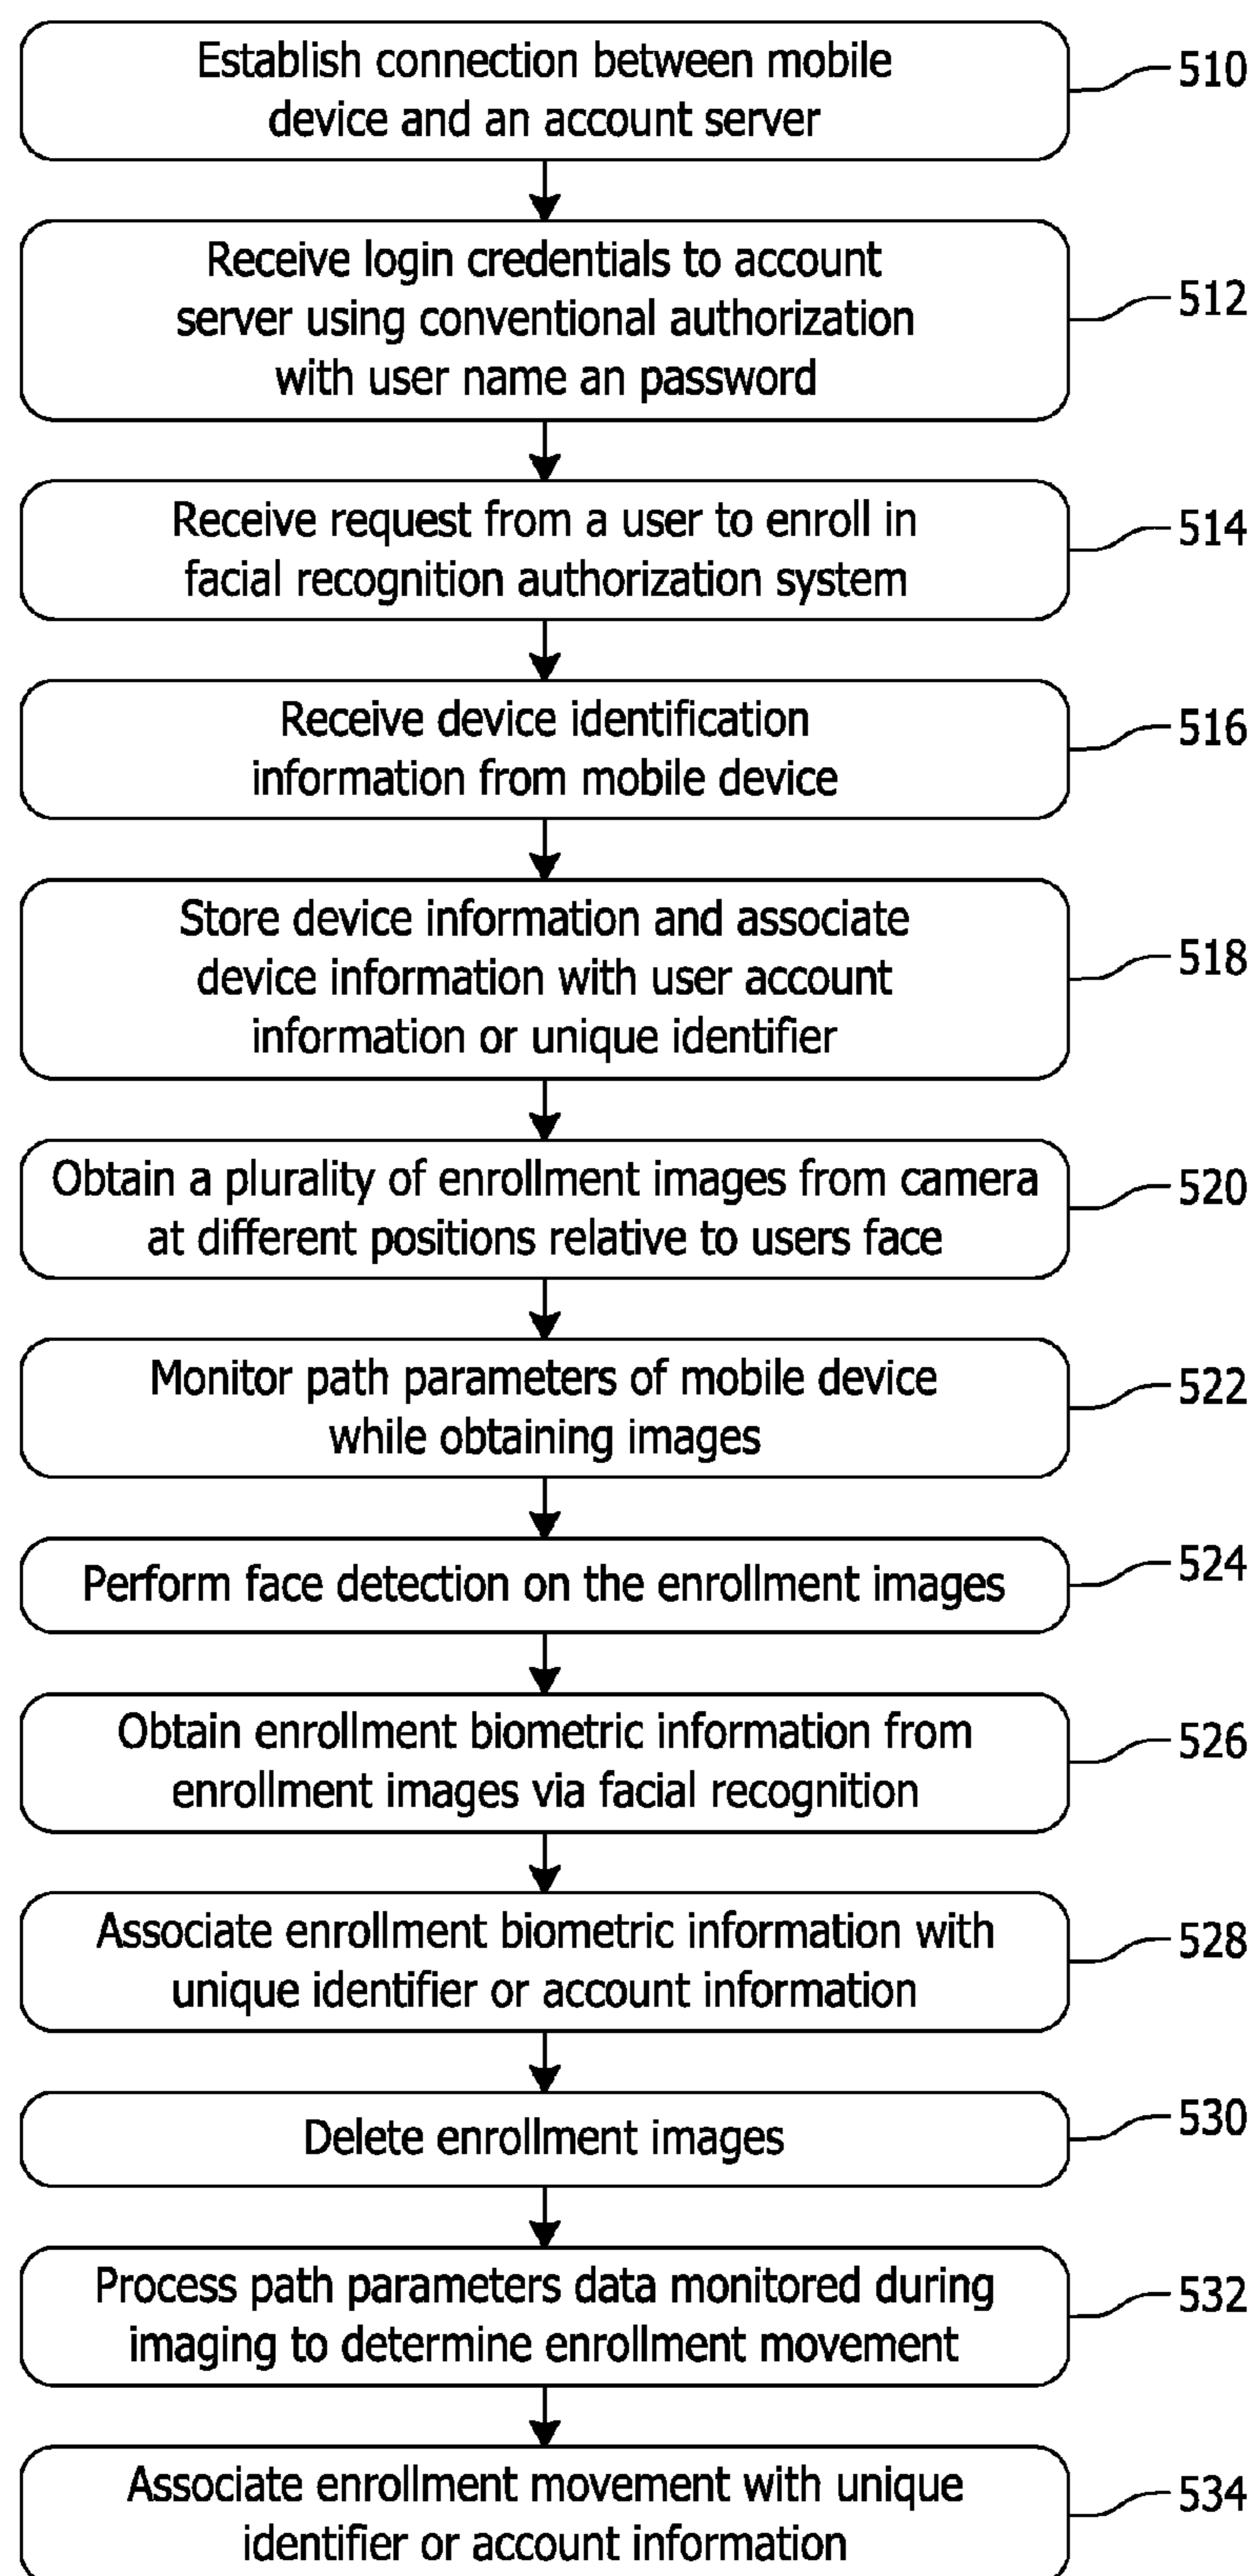 Establish connection between mobile
device and an account server
510
Receive login credentials to account
server using conventional authorization
with user name an password
512
Receive request from a user to enroll in
facial recognition authorization system
514
Receive device identification
information from mobile device
516
Store device information and associate
device information with user account
information or unique identifier
518
Obtain a plurality of enrollment images from camera
at different positions relative to users face
520
Monitor path parameters of mobile device
while obtaining images
522
Perform face detection on the enrollment images
524
Obtain enrollment biometric information from
enrollment images via facial recognition
526
Associate enrollment biometric information with
unique identifier or account information
528
Delete enrollment images
530
Process path parameters data monitored during
imaging to determine enrollment movement
532
Associate enrollment movement with unique
identifier or account information
534